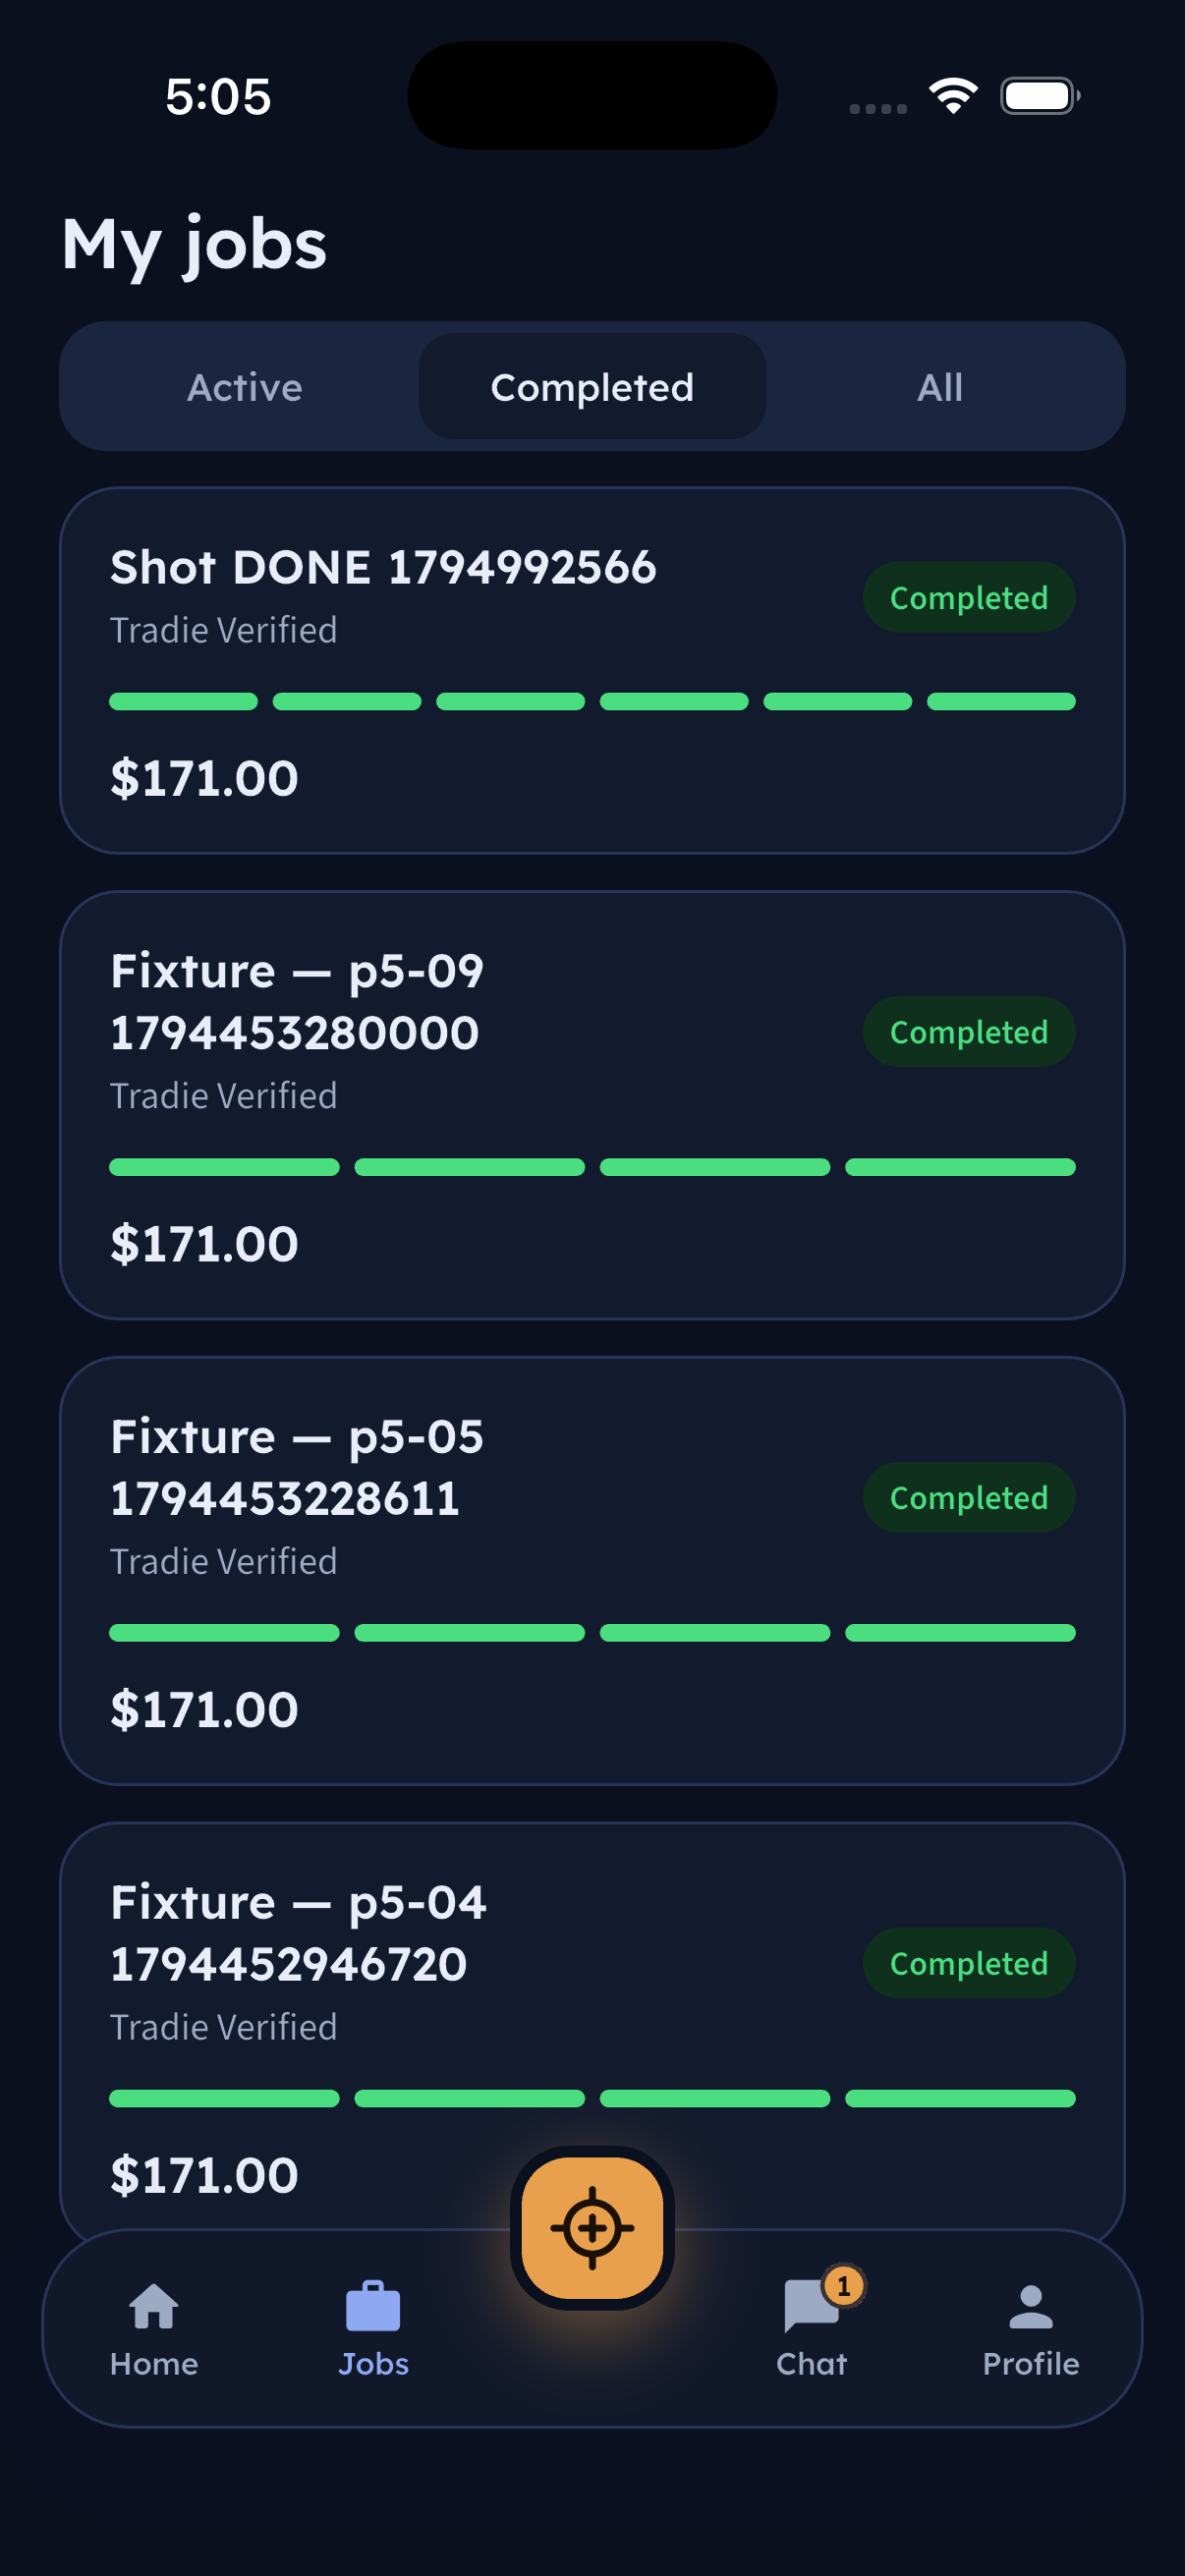 5:05
My jobs
Active Completed All
Shot DONE 1794992566
Tradie Verified
Completed
$171.00
Fixture — p5-09
1794453280000
Tradie Verified
Completed
$171.00
Fixture — p5-05
1794453228611
Tradie Verified
Completed
$171.00
Fixture — p5-04
1794452946720
Tradie Verified
Completed
$171.00
1
Home Jobs Chat Profile